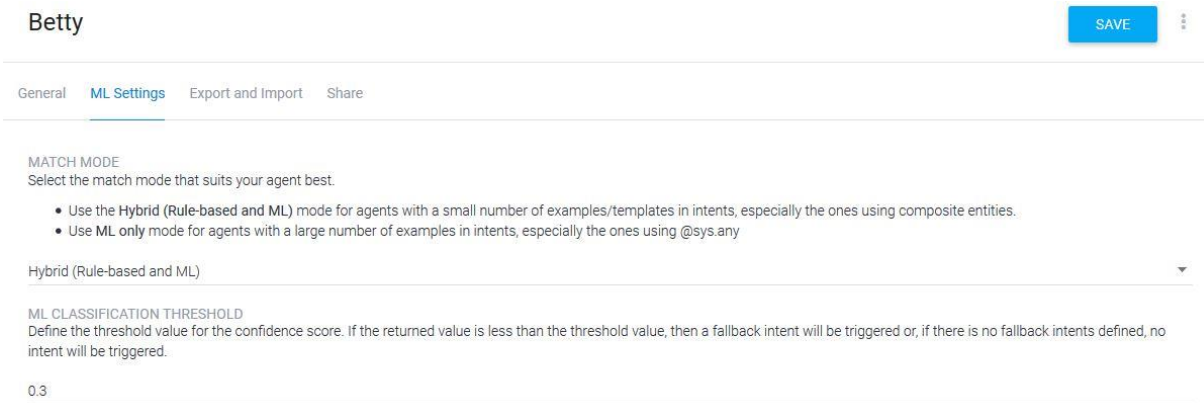 Betty
SAVE
General ML Settings Export and Import Share
MATCH MODE
Select the match mode that suits your agent best.
• Use the Hybrid (Rule-based and ML) mode for agents with a small number of examples/templates in intents, especially the ones using composite entities.
• Use ML only mode for agents with a large number of examples in intents, especially the ones using @sys.any
Hybrid (Rule-based and ML)
ML CLASSIFICATION THRESHOLD
Define the threshold value for the confidence score. If the returned value is less than the threshold value, then a fallback intent will be triggered or, if there is no fallback intents defined, no
intent will be triggered.
0.3